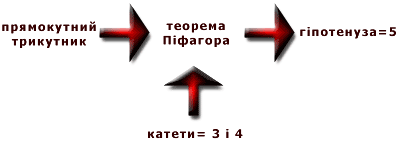 прямокутний
трикутник
теорема
Піфагора
гіпотенуза=5
катети= 3 і 4